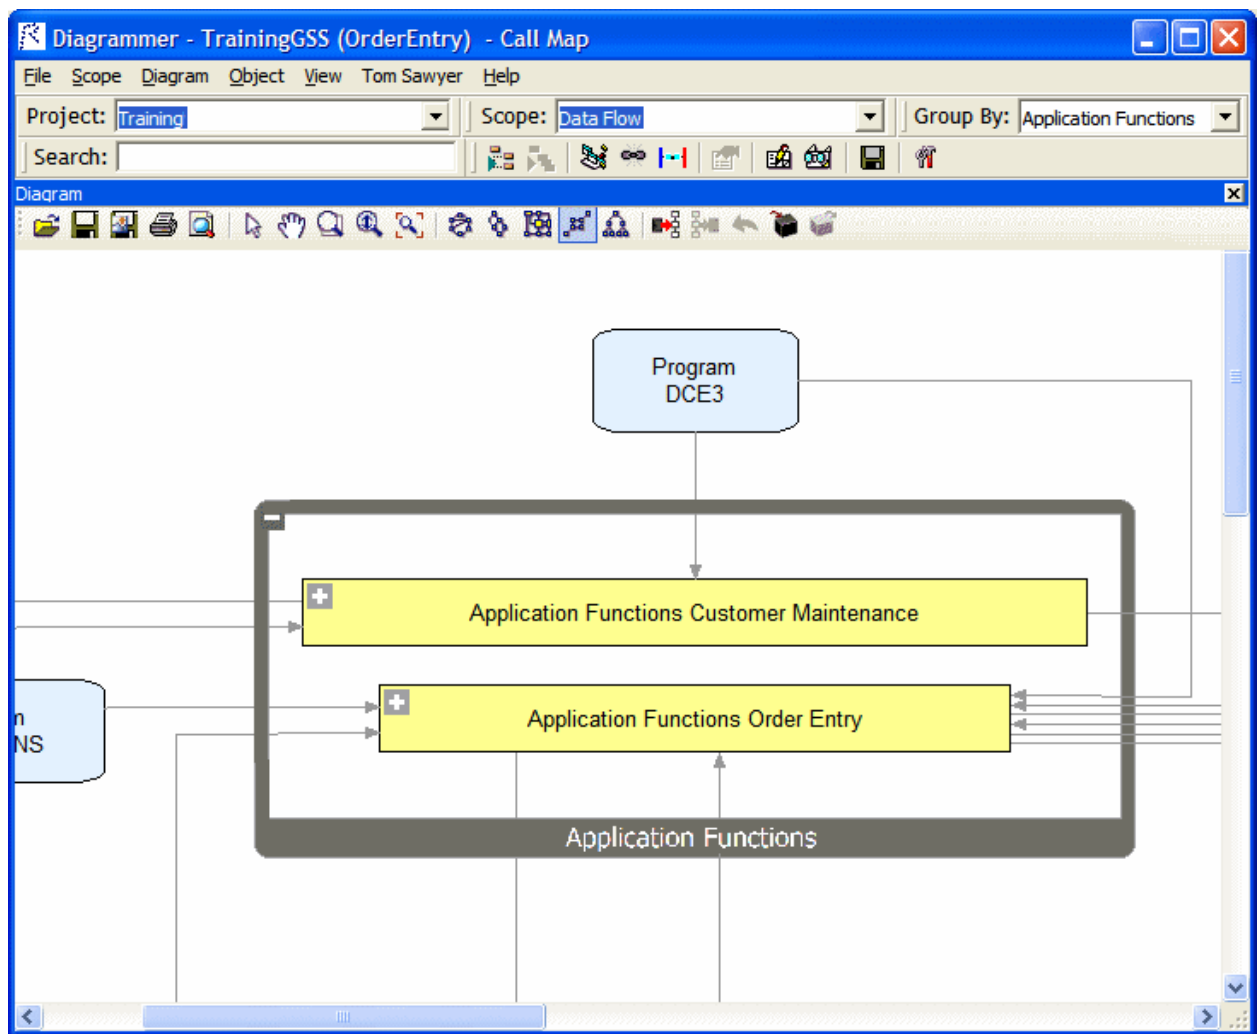 Diagrammer - TrainingGSS (OrderEntry) - Call Map
File Scope Diagram Object View Tom Sawyer Help
Project: Training Scope: Data Flow Group By: Application Functions
Search:
Diagram
Program
DCE3
Application Functions Customer Maintenance
Application Functions Order Entry
m
NS
Application Functions